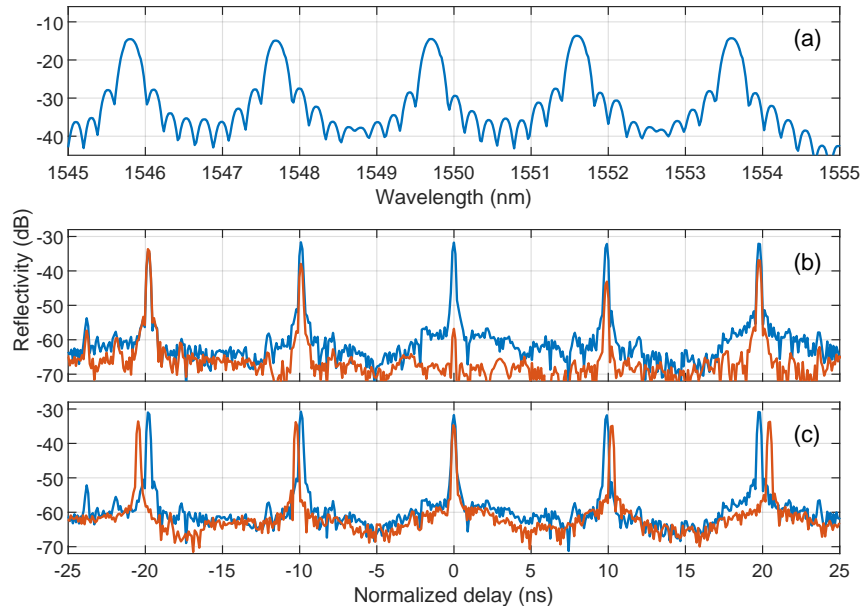 (a)
-10
-20
-30
-40
1545 1546 1547 1548 1549 1550 1551 1552 1553 1554 1555
Wavelength (nm)
Reflectivity (dB)
(b)
-30
-40
-50
-60
-70
(c)
-30
-40
-50
-60
-70
-25 -20 -15 -10 -5 0 5 10 15 20 25
Normalized delay (ns)